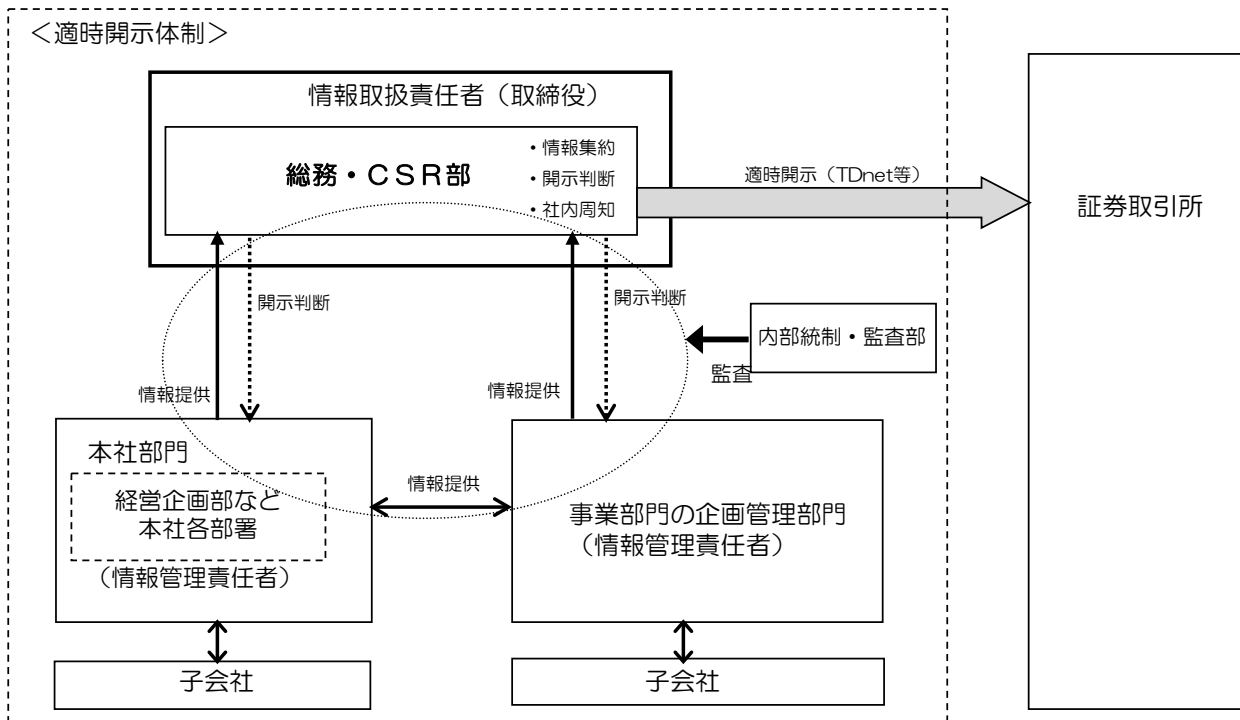 ＜適時開示体制＞
情報取扱責任者（取締役）
総務・ＣＳＲ部
・情報集約
・開示判断
・社内周知
適時開示（TDnet等）
証券取引所
開示判断
開示判断
内部統制・監査部
監査
情報提供
情報提供
本社部門
経営企画部など
本社各部署
（情報管理責任者）
情報提供
事業部門の企画管理部門
（情報管理責任者）
子会社
子会社